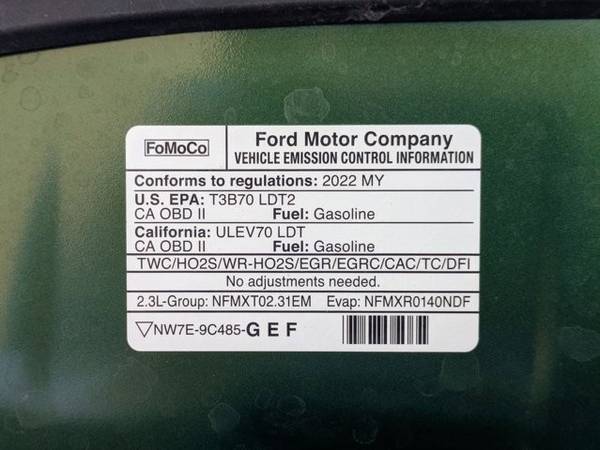 FoMoCo
Ford Motor Company
VEHICLE EMISSION CONTROL INFORMATION
Conforms to regulations: 2022 MY
U.S. EPA: T3B70 LDT2
CA OBD II Fuel: Gasoline
California: ULEV70 LDT
CA OBD II Fuel: Gasoline
TWC/HO2S/WR-HO2S/EGR/EGRC/CAC/TC/DFI
No adjustments needed.
2.3L-Group: NFMXT02.31EM Evap: NFMXR0140NDF
▽NW7E-9C485-G E F